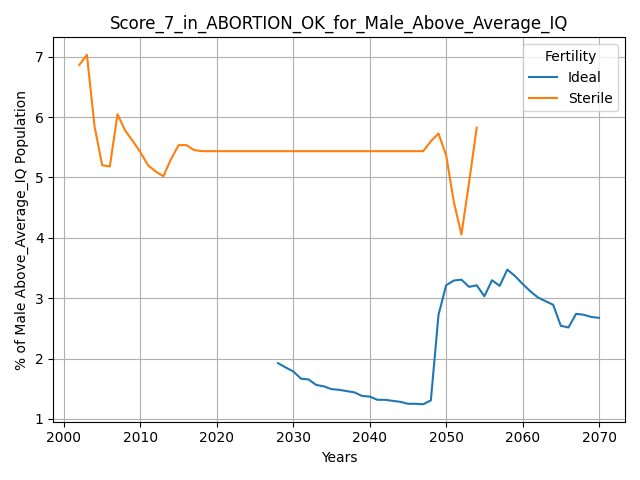 Score_7_in_ABORTION_OK_for_Male_Above_Average_IQ
Fertility
Ideal
Sterile
% of Male Above_Average_IQ Population
7
6
5
4
3
2
1
2000 2010 2020 2030 2040 2050 2060 2070
Years